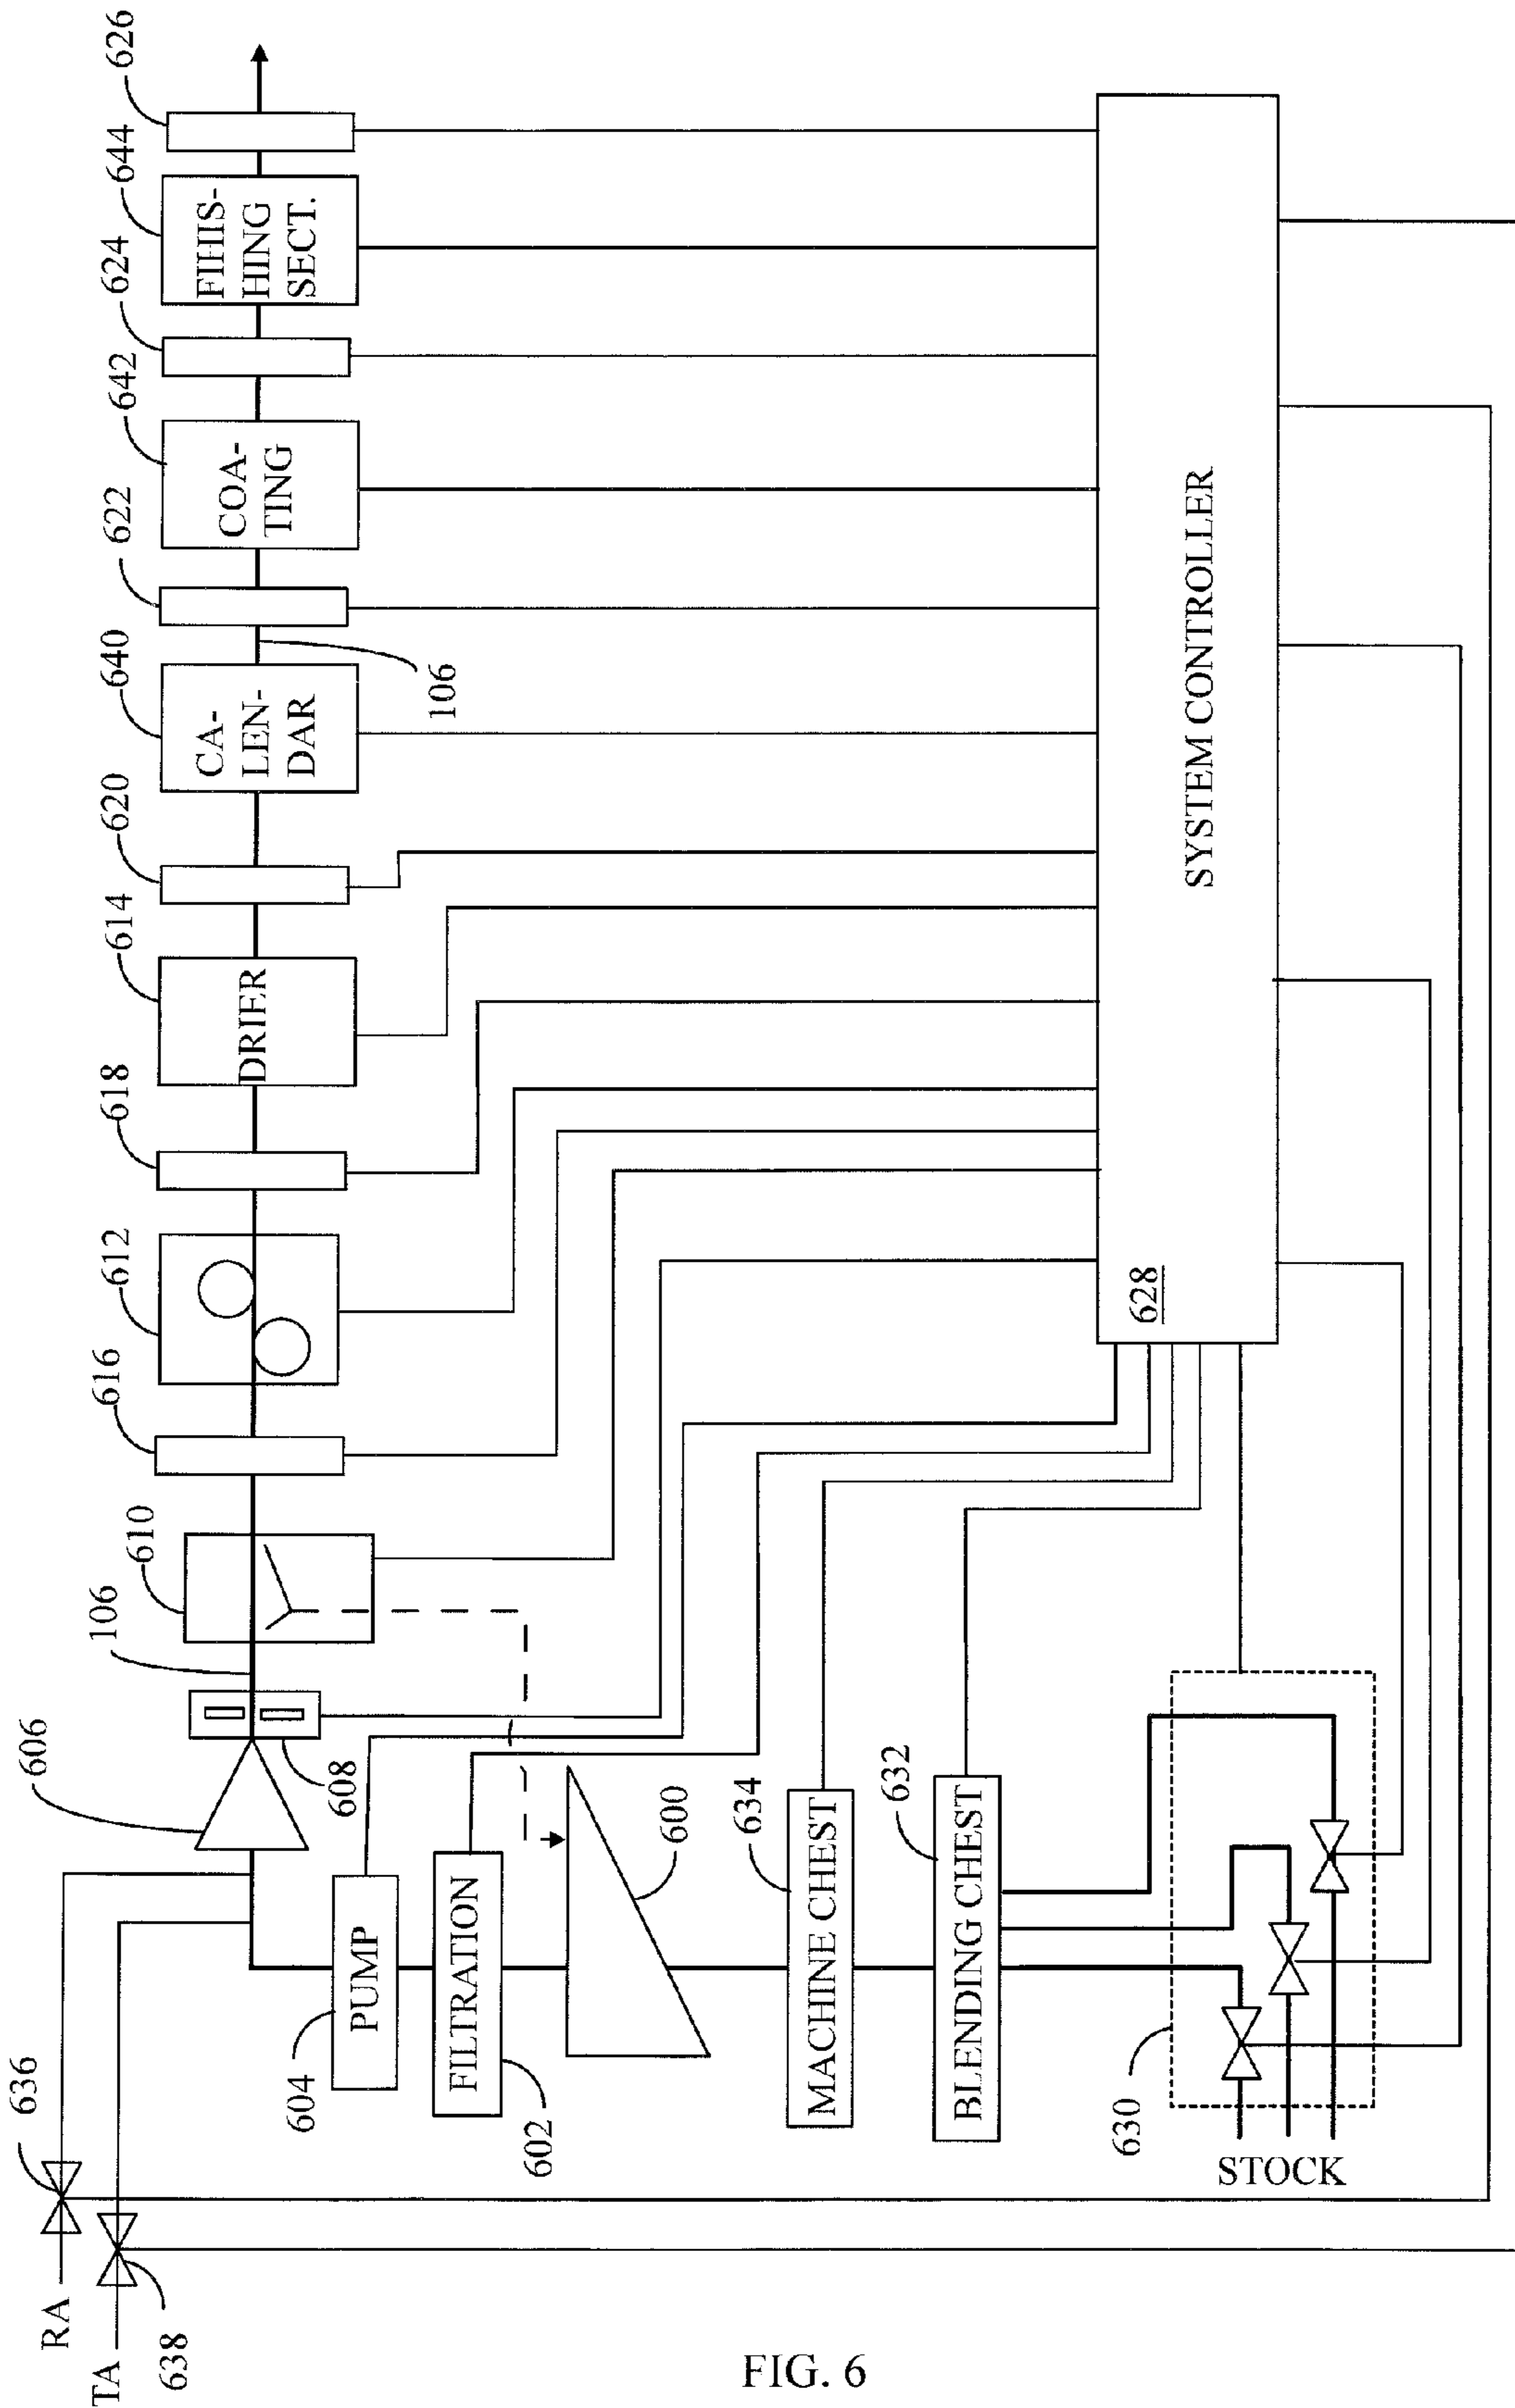 RA
TA
636
638
606
106
610
616
612
618
614
620
640
622
642
624
644
626
608
106
DRIER
CA-
LEN-
DAR
COA-
TING
FIHIS-
HING
SECT.
604
PUMP
602
FILTRATION
600
634
MACHINE CHEST
632
BLENDING CHEST
630
STOCK
628
SYSTEM CONTROLLER
FIG. 6